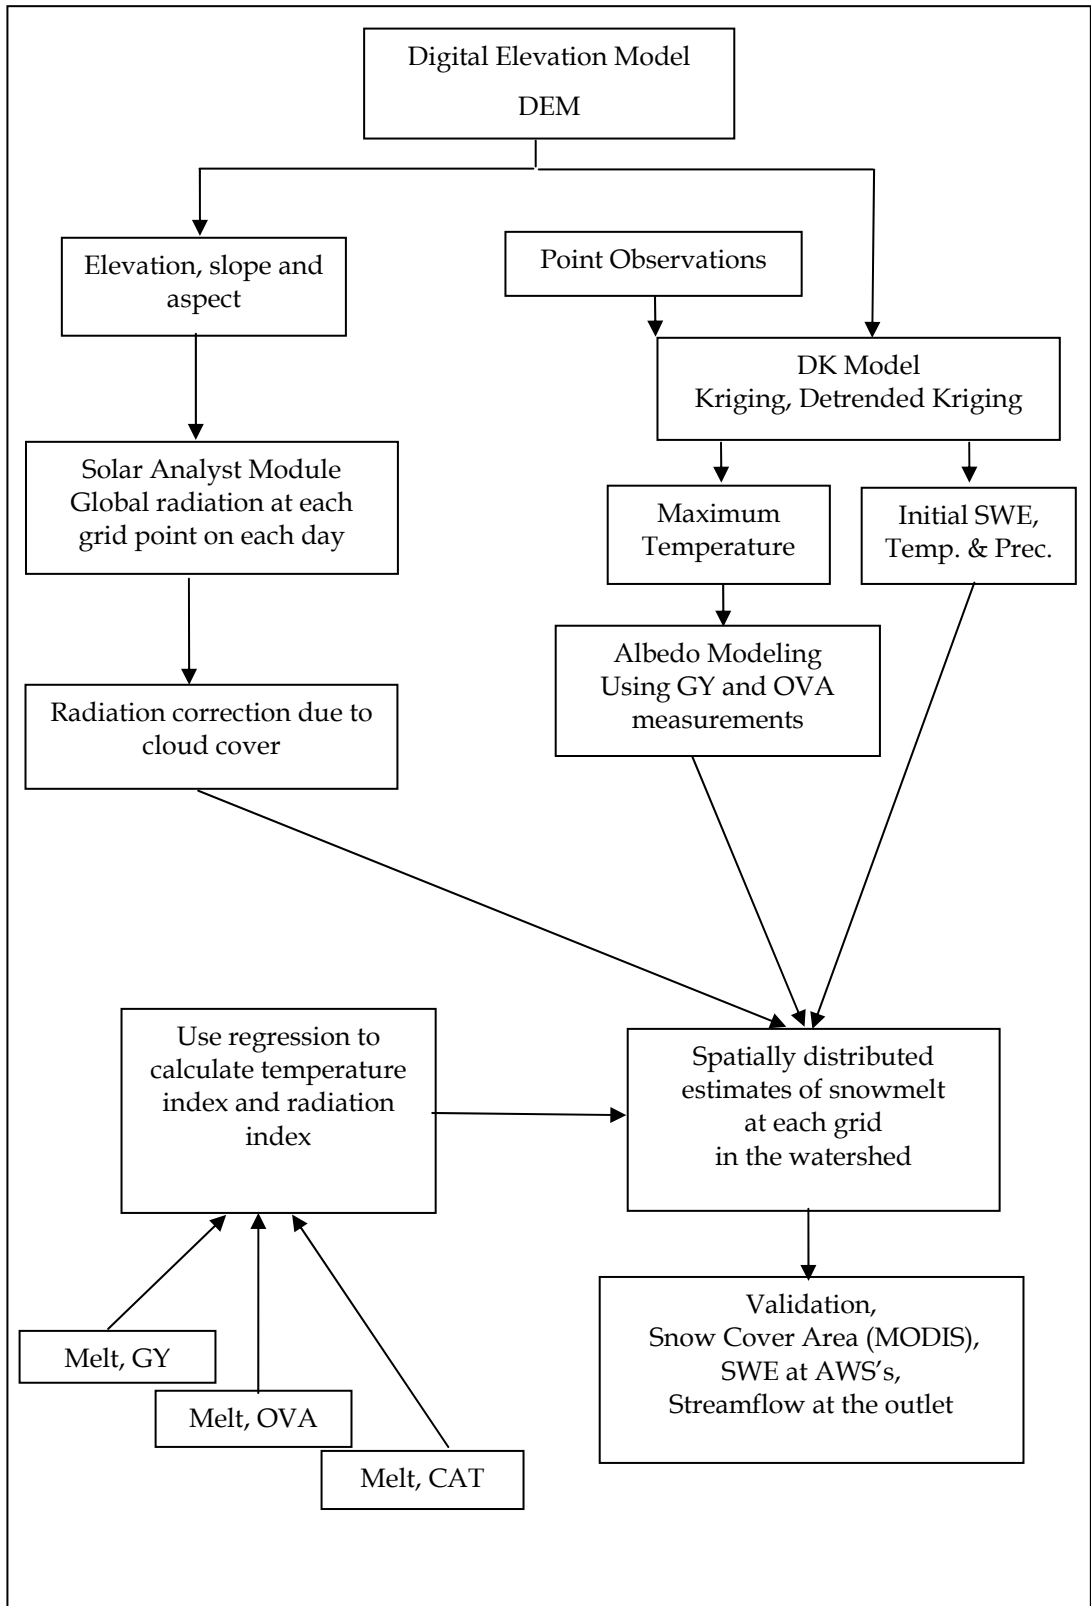 Digital Elevation Model
DEM
Elevation, slope and
aspect
Point Observations
DK Model
Kriging, Detrended Kriging
Solar Analyst Module
Global radiation at each
grid point on each day
Maximum
Temperature
Initial SWE,
Temp. & Prec.
Albedo Modeling
Using GY and OVA
measurements
Radiation correction due to
cloud cover
Use regression to
calculate temperature
index and radiation
index
Spatially distributed
estimates of snowmelt
at each grid
in the watershed
Melt, GY
Melt, OVA
Melt, CAT
Validation,
Snow Cover Area (MODIS),
SWE at AWS’s,
Streamflow at the outlet